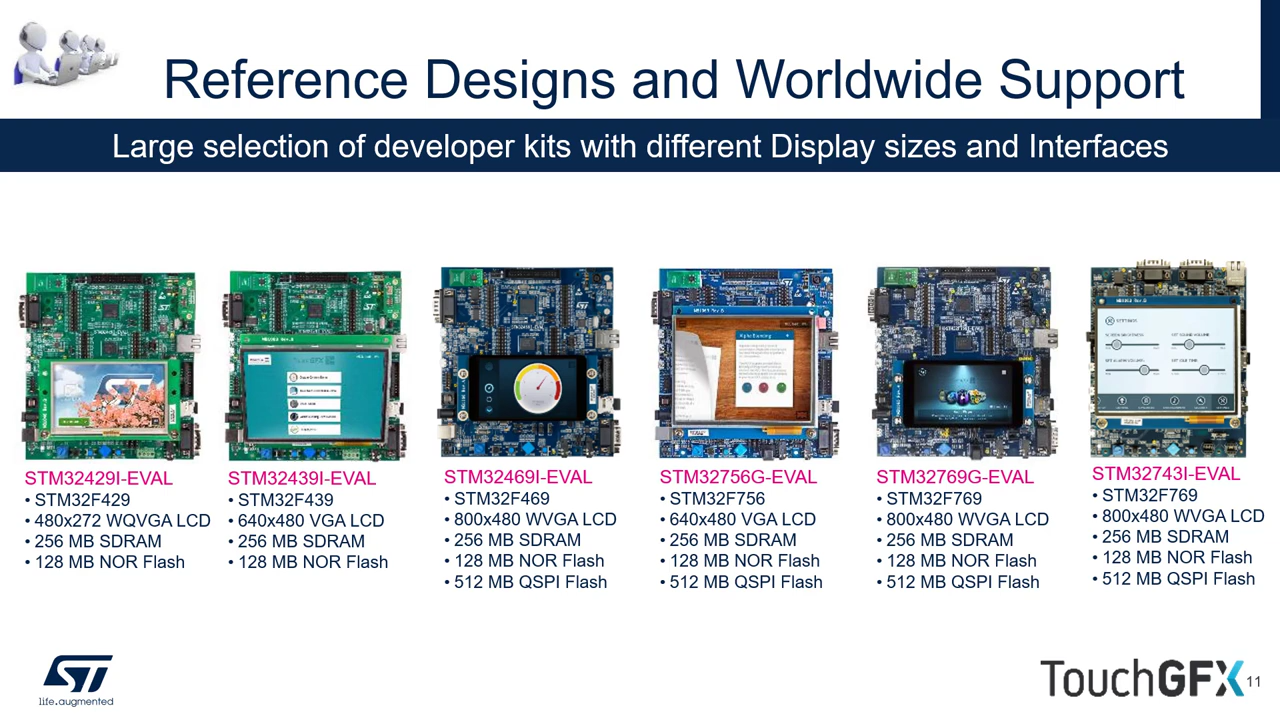 Reference Designs and Worldwide Support
Large selection of developer kits with different Display sizes and Interfaces
STM32429I-EVAL
• STM32F429
• 480x272 WQVGA LCD
• 256 MB SDRAM
• 128 MB NOR Flash
STM32439I-EVAL
• STM32F439
• 640x480 VGA LCD
• 256 MB SDRAM
• 128 MB NOR Flash
STM32469I-EVAL
• STM32F469
• 800x480 WVGA LCD
• 256 MB SDRAM
• 128 MB NOR Flash
• 512 MB QSPI Flash
STM32756G-EVAL
• STM32F756
• 640x480 VGA LCD
• 256 MB SDRAM
• 128 MB NOR Flash
• 512 MB QSPI Flash
STM32769G-EVAL
• STM32F769
• 800x480 WVGA LCD
• 256 MB SDRAM
• 128 MB NOR Flash
• 512 MB QSPI Flash
STM32743I-EVAL
• STM32F769
• 800x480 WVGA LCD
• 256 MB SDRAM
• 128 MB NOR Flash
• 512 MB QSPI Flash
ST
life.augmented
TouchGFX
11